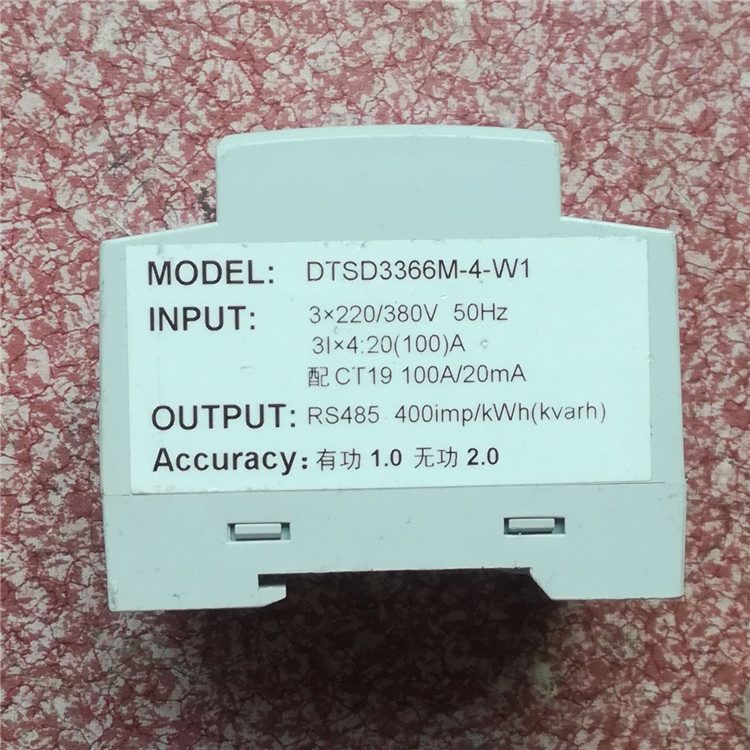 MODEL: DTSD3366M-4-W1
INPUT: 3×220/380V 50Hz
3I×4:20(100)A
配 CT19 100A/20mA
OUTPUT: RS485 400imp/kWh(kvarh)
Accuracy: 有功 1.0 无功 2.0